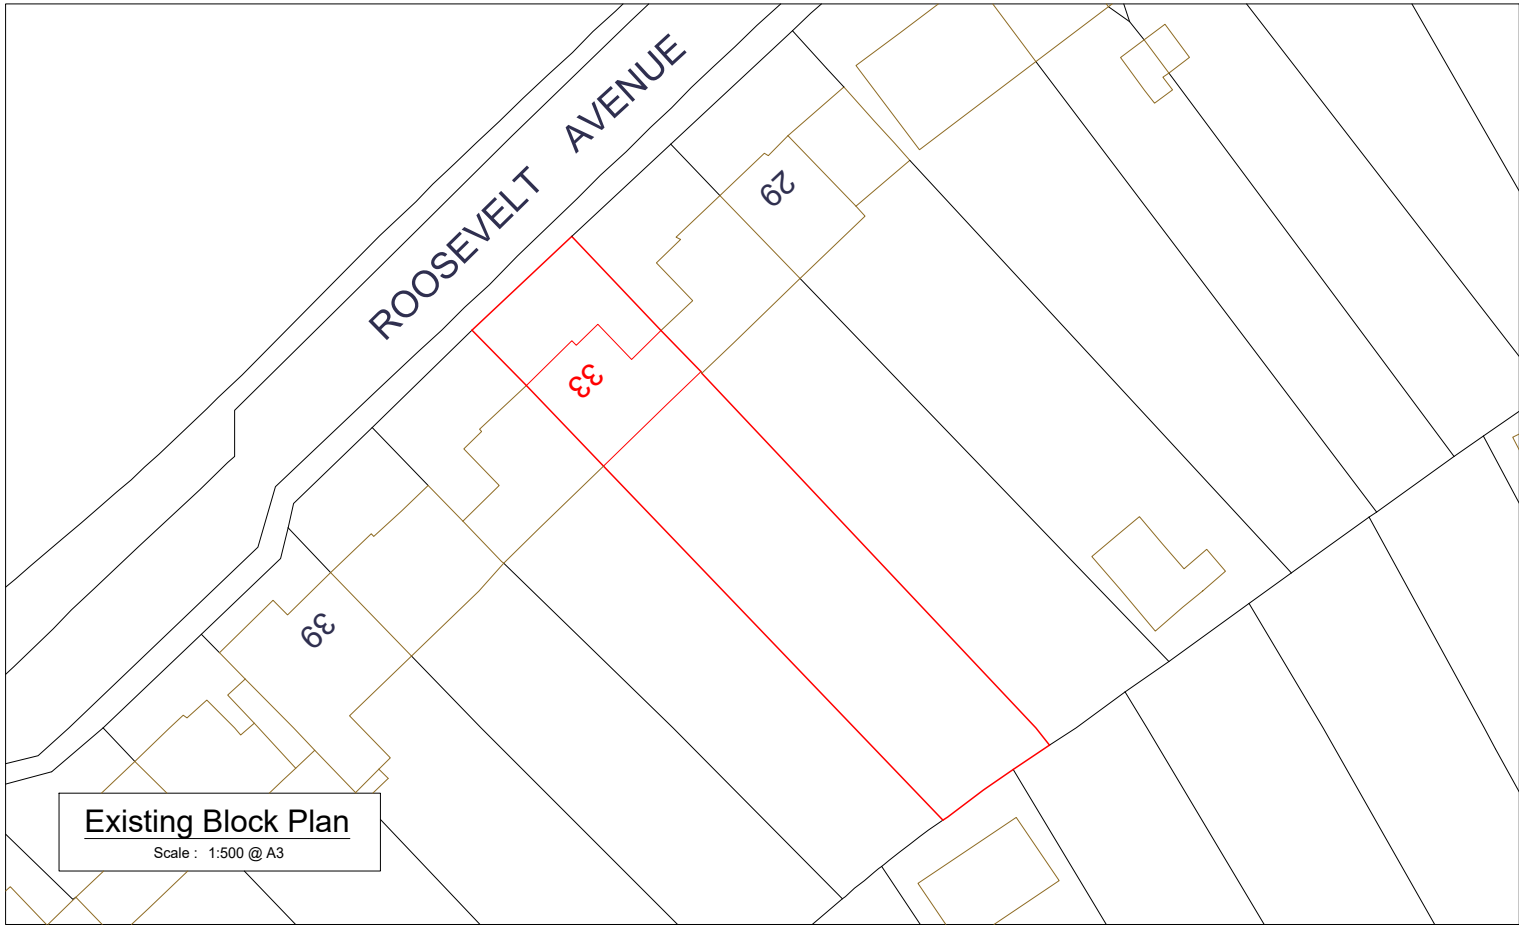 ROOSEVELT AVENUE
29
33
39
Existing Block Plan
Scale : 1:500 @ A3